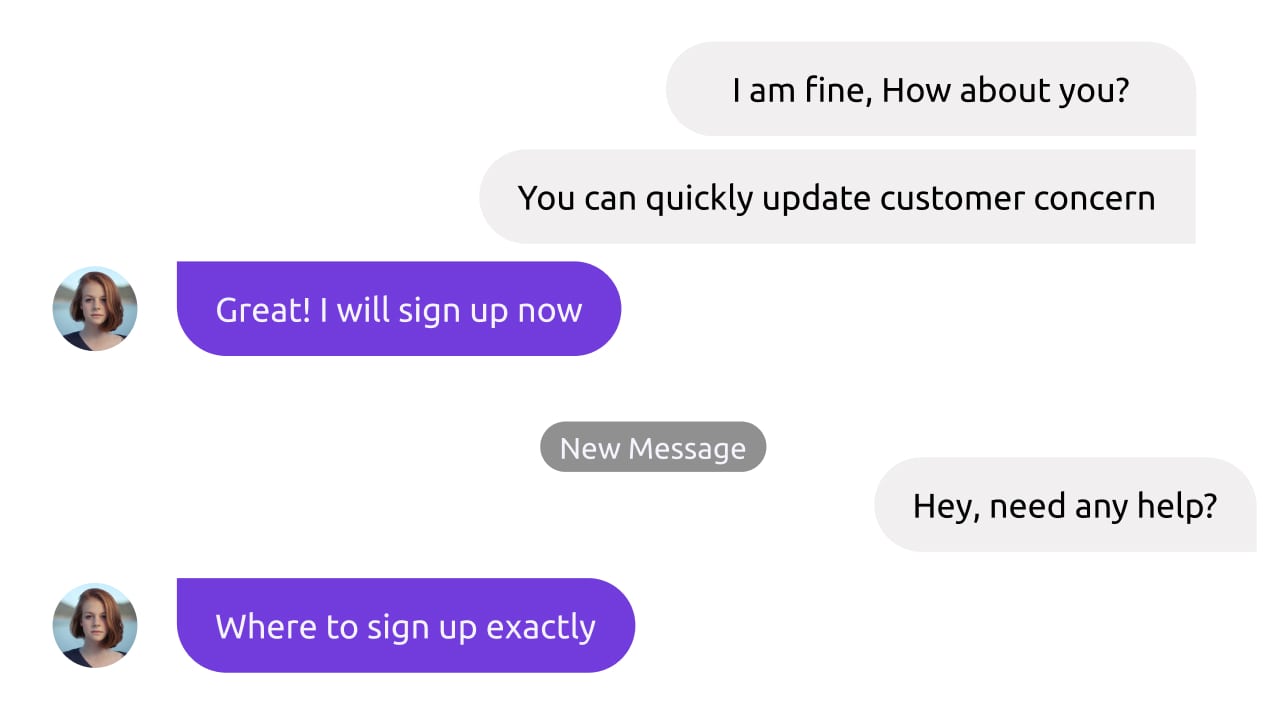 I am fine, How about you?
You can quickly update customer concern
Great! I will sign up now
New Message
Hey, need any help?
Where to sign up exactly